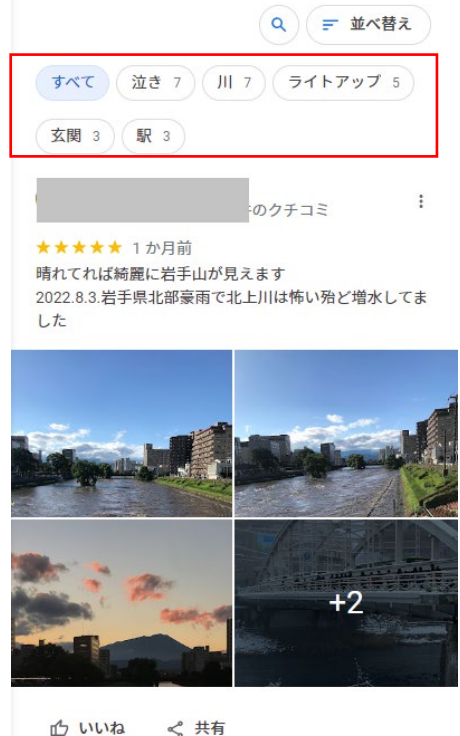 並べ替え
すべて 泣き 7 川 7 ライトアップ 5
玄関 3 駅 3
のクチコミ
★★★★★ 1 か月前
晴れてれば綺麗に岩手山が見えます
2022.8.3.岩手県北部豪雨で北上川は怖い殆ど増水してま
した
+2
いいね 共有